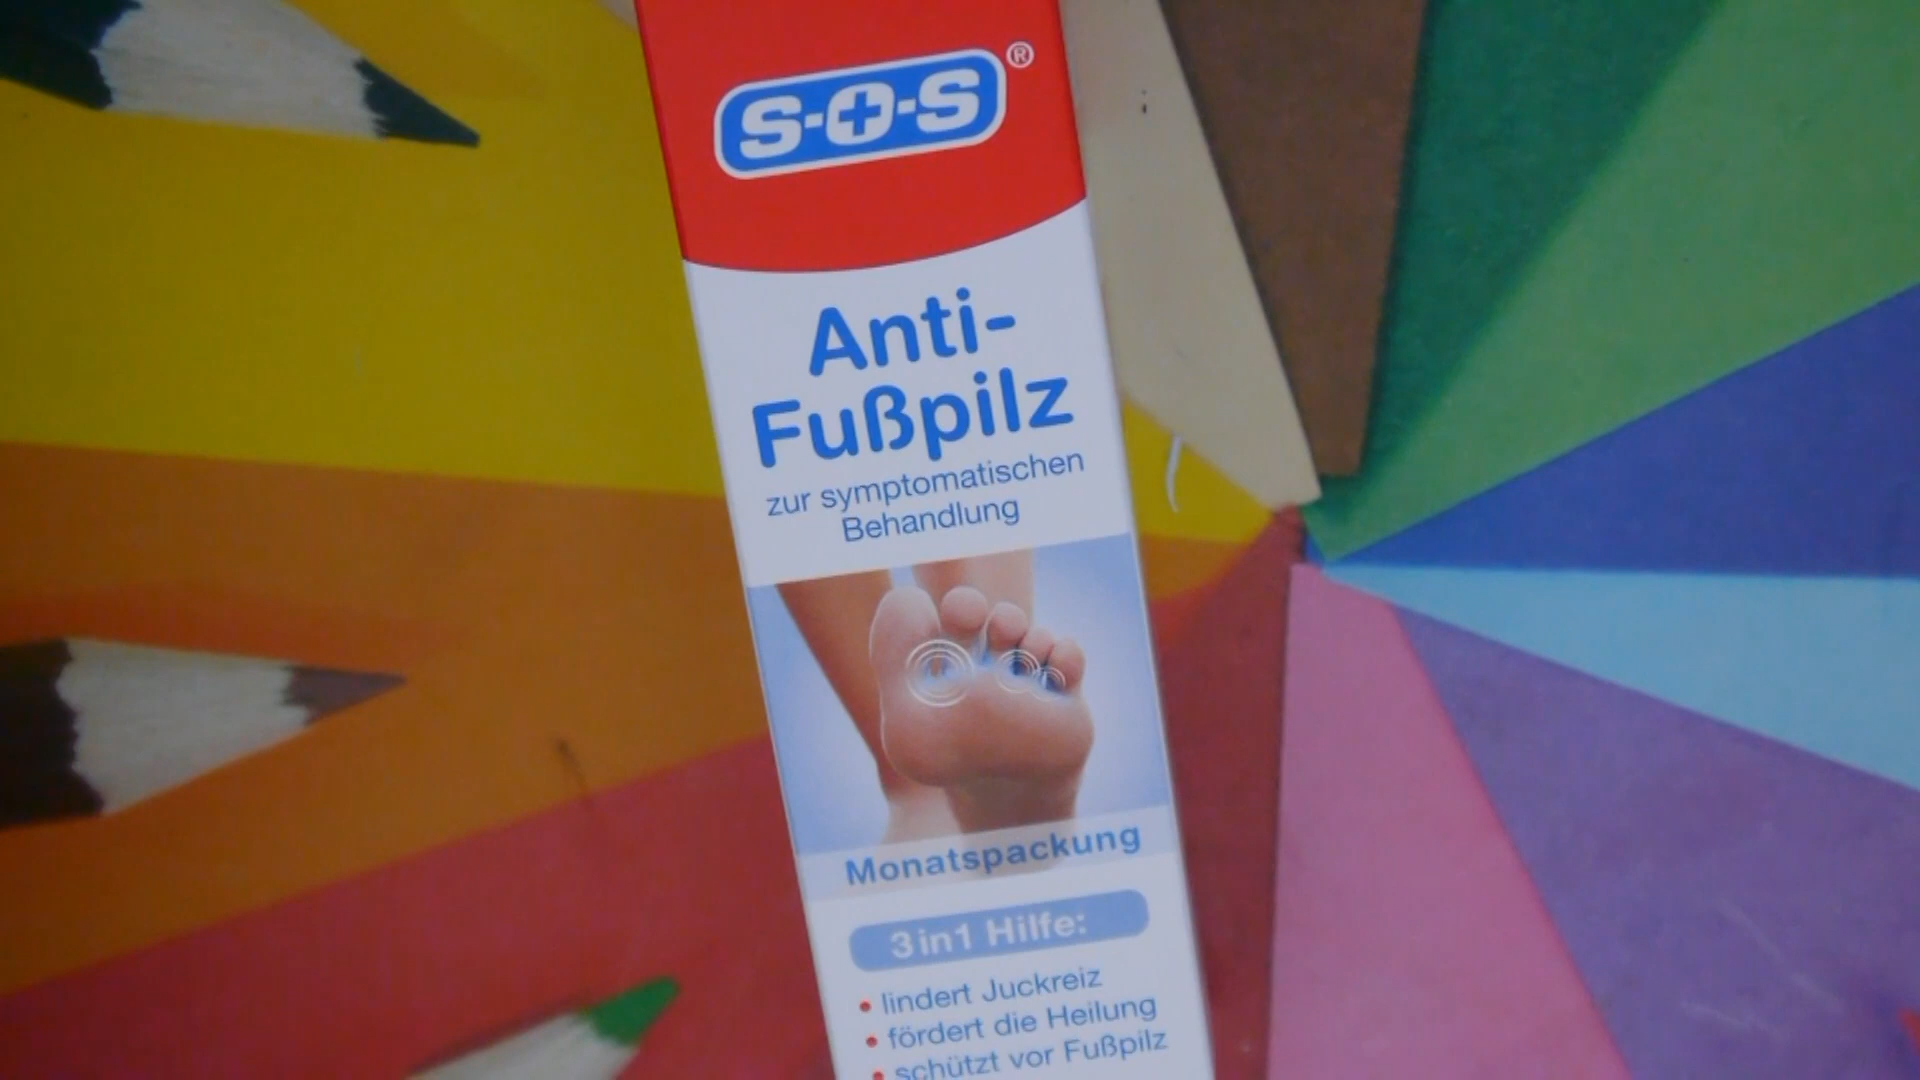 S-O-S®
Anti-
Fußpilz
zur symptomatischen
Behandlung
Monatspackung
3in1 Hilfe:
• lindert Juckreiz
• fördert die Heilung
• schützt vor Fußpilz